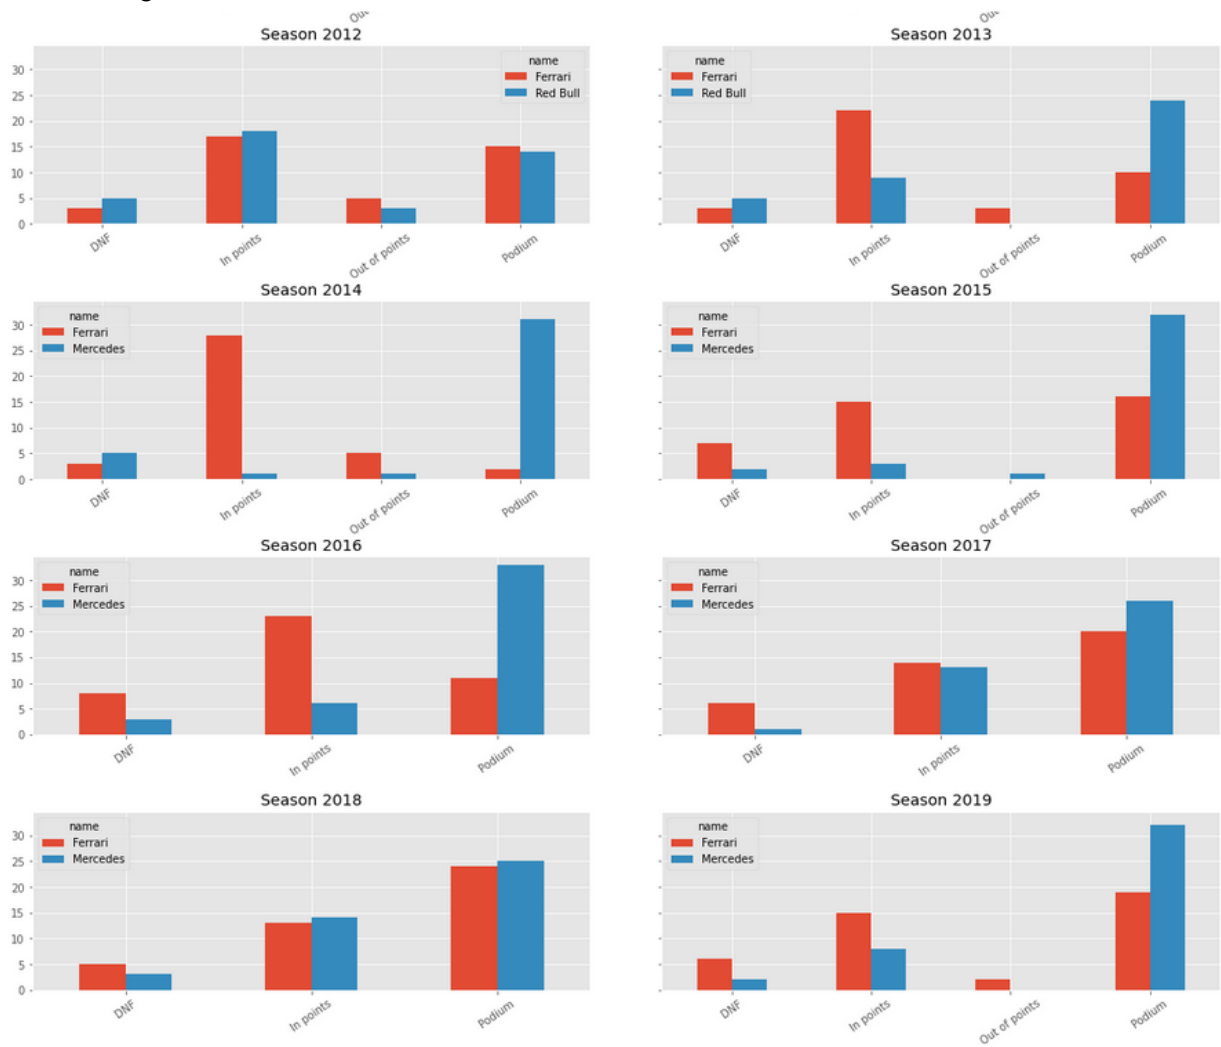 Season 2012
name
Ferrari
Red Bull
30
25
20
15
10
5
0
DNF
In points
Out of points
Podium
Season 2013
name
Ferrari
Red Bull
DNF
In points
Out of points
Podium
Season 2014
name
Ferrari
Mercedes
30
25
20
15
10
5
0
DNF
In points
Out of points
Podium
Season 2015
name
Ferrari
Mercedes
DNF
In points
Out of points
Podium
Season 2016
name
Ferrari
Mercedes
30
25
20
15
10
5
0
DNF
In points
Podium
Season 2017
name
Ferrari
Mercedes
DNF
In points
Podium
Season 2018
name
Ferrari
Mercedes
30
25
20
15
10
5
0
DNF
In points
Podium
Season 2019
name
Ferrari
Mercedes
DNF
In points
Out of points
Podium